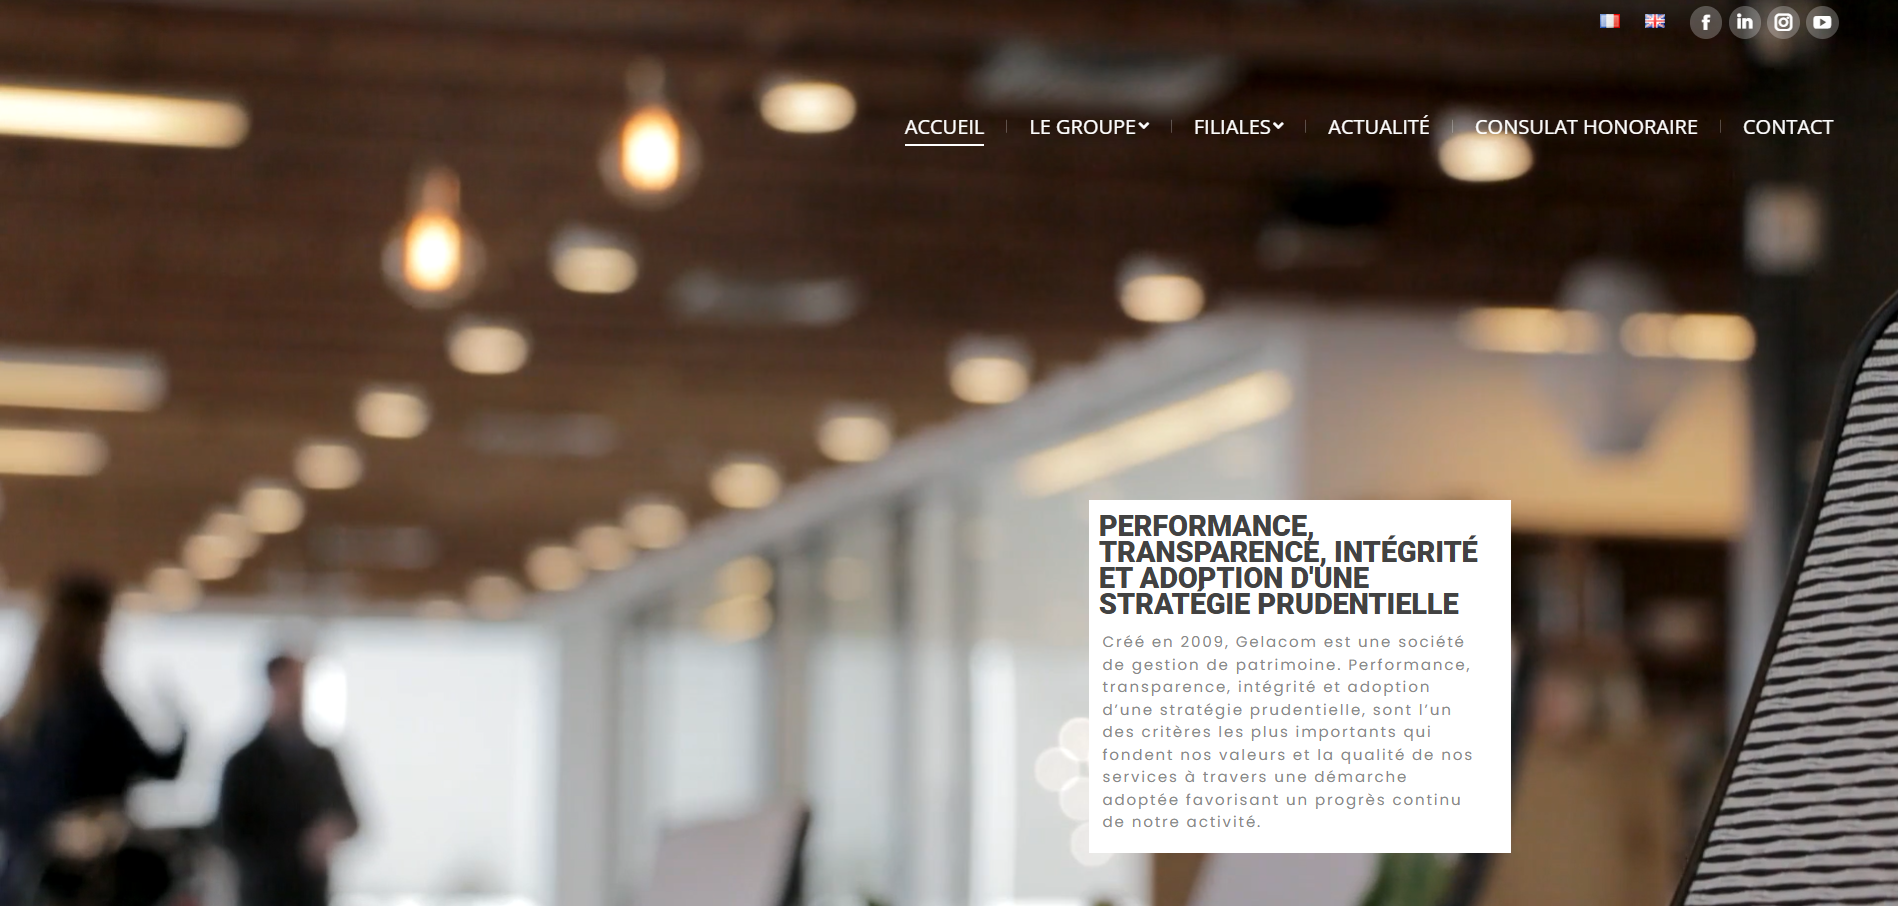 ACCUEIL LE GROUPE FILIALES ACTUALITÉ CONSULAT HONORAIRE CONTACT
PERFORMANCE,
TRANSPARENCE, INTÉGRITÉ
ET ADOPTION D'UNE
STRATÉGIE PRUDENTIELLE
Créé en 2009, Gelacom est une société
de gestion de patrimoine. Performance,
transparence, intégrité et adoption
d’une stratégie prudentielle, sont l’un
des critères les plus importants qui
fondent nos valeurs et la qualité de nos
services à travers une démarche
adoptée favorisant un progrès continu
de notre activité.